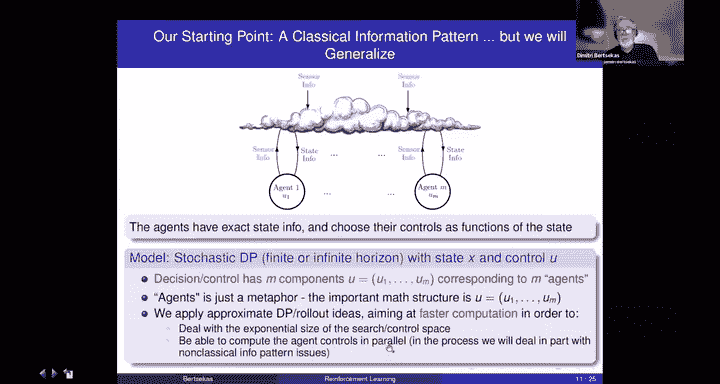 Our Starting Point: A Classical Information Pattern ... but we will
Generalize
Dimitri Bertsekas
Dimitri Bertsekas
Sensor
Info
Sensor
Info
Sensor
Info
State
Info
...
...
Sensor
Info
State
Info
Agent 1
u1
...
...
Agent m
um
The agents have exact state info, and choose their controls as functions of the state
Model: Stochastic DP (finite or infinite horizon) with state x and control u
Decision/control has m components u = (u1, . . . , um) corresponding to m “agents”
“Agents” is just a metaphor - the important math structure is u = (u1, . . . , um)
We apply approximate DP/rollout ideas, aiming at faster computation in order to:
Deal with the exponential size of the search/control space
Be able to compute the agent controls in parallel (in the process we will deal in part with
nonclassical info pattern issues)
Bertsekas
Reinforcement Learning
11 / 25